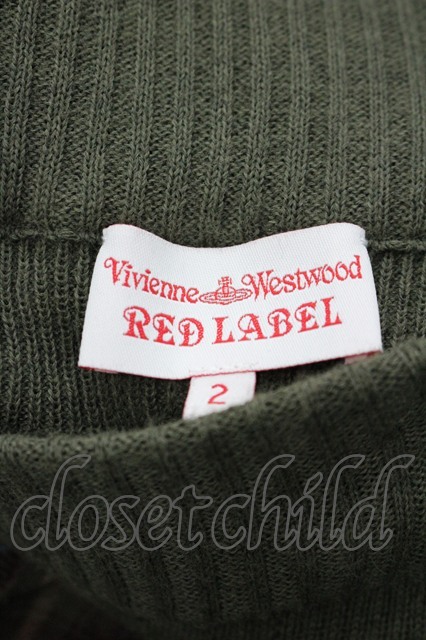 Vivienne Westwood
RED LABEL
2
closetchild